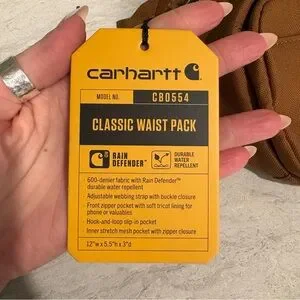 carhartt
MODEL NO. CB0554
CLASSIC WAIST PACK
RAIN
DEFENDER™
DURABLE
WATER
REPELLENT
600-denier fabric with Rain Defender™
durable water repellent
Adjustable webbing strap with buckle closure
Front zipper pocket with soft tricot lining for
phone or valuables
Hook-and-loop slip in pocket
Inner stretch mesh pocket with zipper closure
12"w x 5.5"h x 3"d